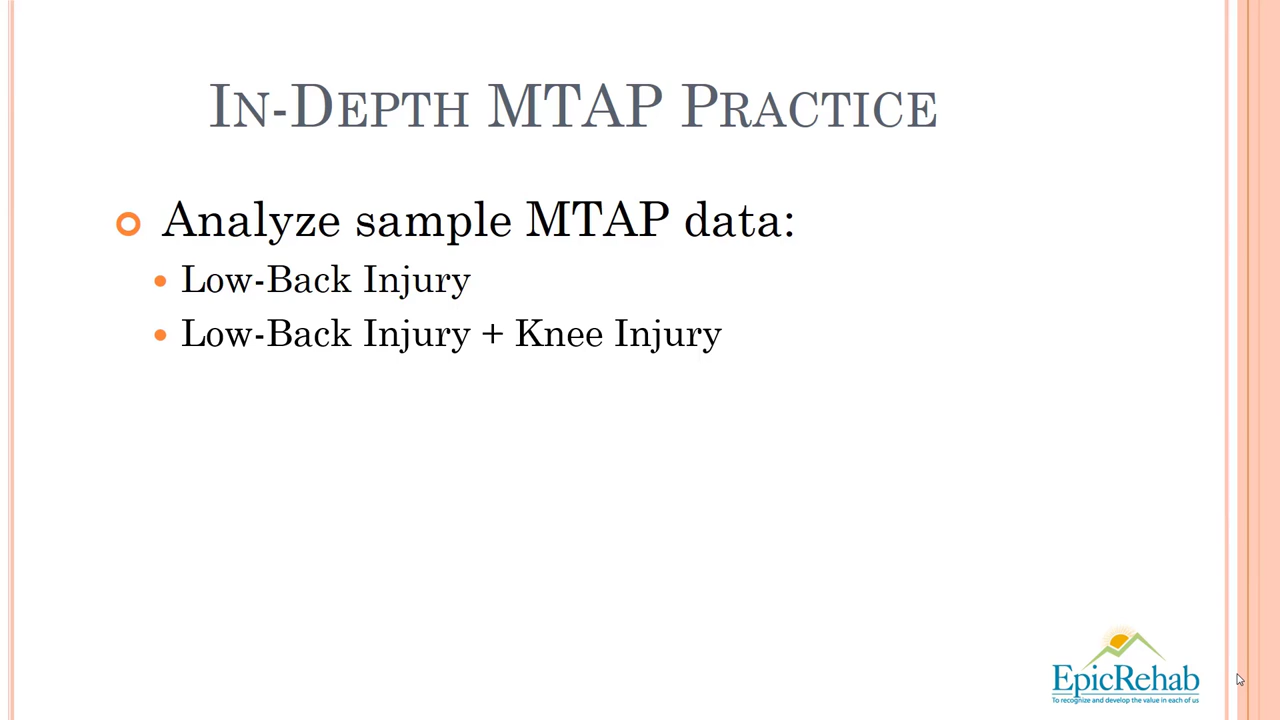 In-Depth MTAP Practice
Analyze sample MTAP data:
Low-Back Injury
Low-Back Injury + Knee Injury
EpicRehab
To recognize and develop the value in each of us